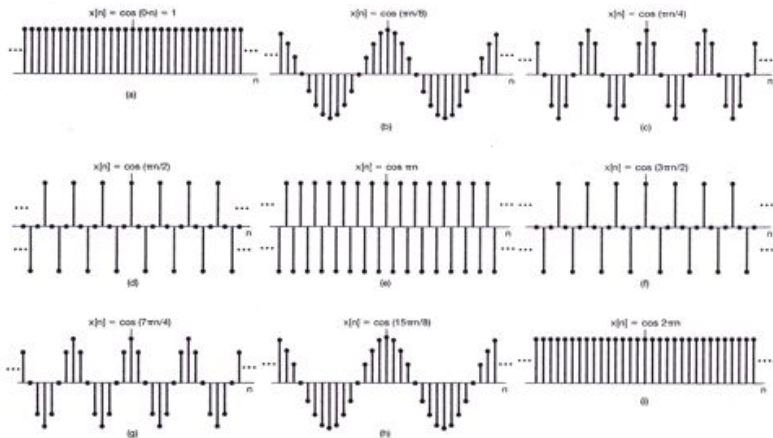 x[n] = cos (0·n) = 1
n
(a)
x[n] = cos (πn/8)
n
(b)
x[n] = cos (πn/4)
n
(c)
x[n] = cos (πn/2)
n
(d)
x[n] = cos πn
n
(e)
x[n] = cos (3πn/2)
n
(f)
x[n] = cos (7πn/4)
n
(g)
x[n] = cos (15πn/8)
n
(h)
x[n] = cos 2πn
n
(i)